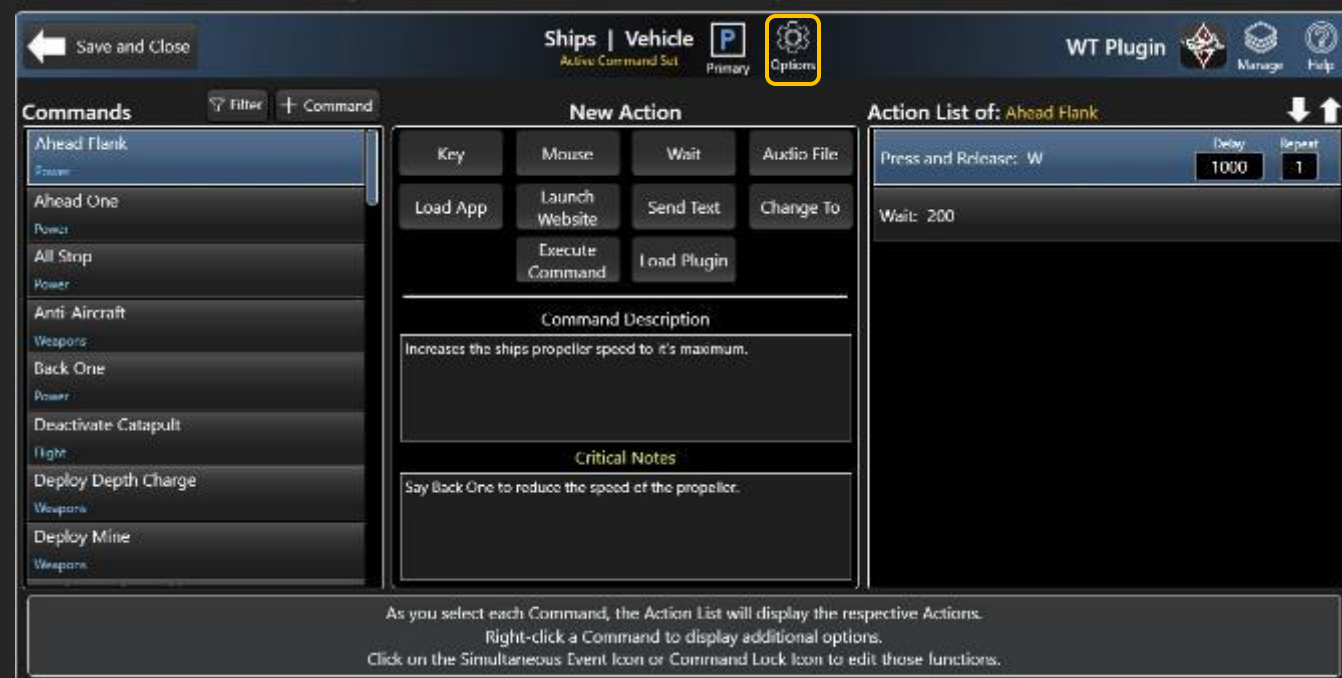 Save and Close
Ships | Vehicle
Active Command Set
P
Primary
Options
WT Plugin
Manage
Help
Commands
Filter
+ Command
New Action
Action List of: Ahead Flank
Ahead Flank
Power
Ahead One
Power
All Stop
Power
Anti-Aircraft
Weapons
Back One
Power
Deactivate Catapult
Flight
Deploy Depth Charge
Weapons
Deploy Mine
Weapons
Key
Mouse
Wait
Audio File
Load App
Launch
Website
Send Text
Change To
Execute
Command
Load Plugin
Command Description
Increases the ships propeller speed to it's maximum.
Critical Notes
Say Back One to reduce the speed of the propeller.
Press and Release: W
Delay
1000
Repeat
1
Wait: 200
As you select each Command, the Action List will display the respective Actions.
Right-click a Command to display additional options.
Click on the Simultaneous Event Icon or Command Lock Icon to edit those functions.